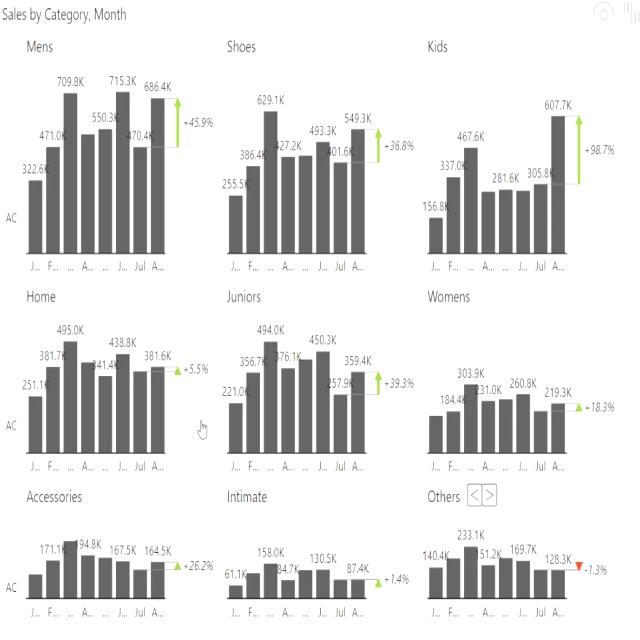 Sales by Category, Month
Mens
Shoes
Kids
709.8K
715.3K
686.4K
550.3K
471.0K
470.4K
322.6K
+45.9%
629.1K
549.3K
493.3K
427.2K
386.4K
401.6K
255.5K
+36.8%
607.7K
467.6K
337.0K
305.8K
281.6K
156.8K
+98.7%
AC
J... F... ... A... ... J... Jul A...
J... F... ... A... ... J... Jul A...
J... F... ... A... ... J... Jul A...
Home
Juniors
Womens
495.0K
438.8K
381.7K
381.6K
341.4K
251.1K
+5.5%
494.0K
450.3K
376.1K
356.7K
359.4K
257.9K
221.0K
+39.3%
303.9K
260.8K
231.0K
219.3K
184.4K
+18.3%
AC
J... F... ... A... ... J... Jul A...
J... F... ... A... ... J... Jul A...
J... F... ... A... ... J... Jul A...
Accessories
Intimate
Others
194.8K
171.1K
167.5K
164.5K
+26.2%
158.0K
130.5K
84.7K
87.4K
61.1K
+1.4%
233.1K
169.7K
151.2K
140.4K
128.3K
-1.3%
AC
J... F... ... A... ... J... Jul A...
J... F... ... A... ... J... Jul A...
J... F... ... A... ... J... Jul A...